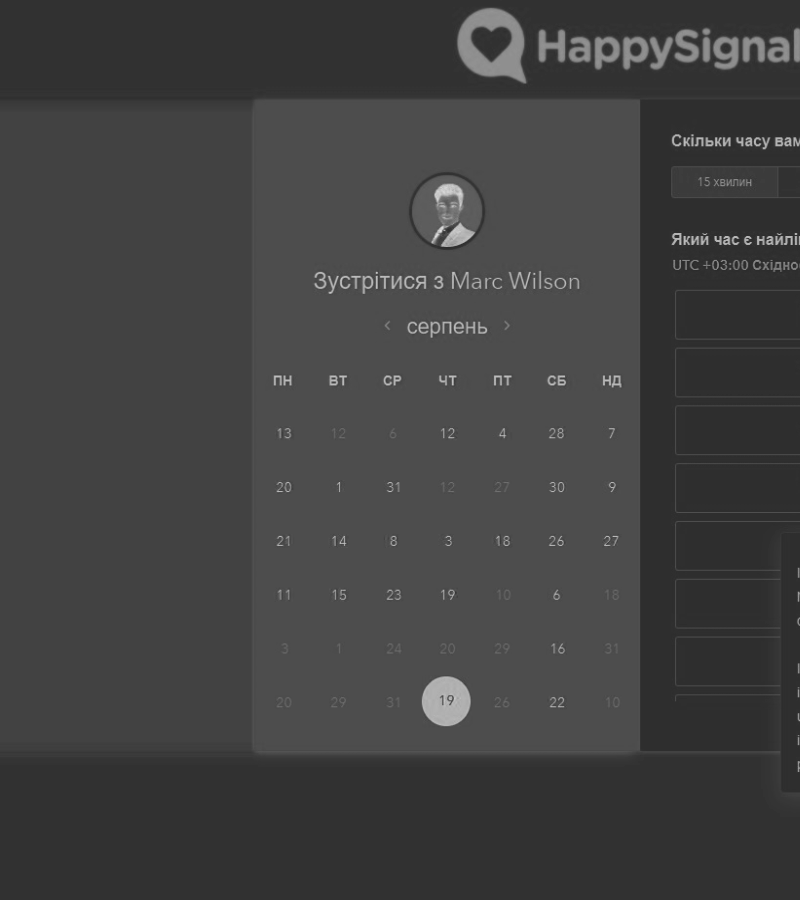 HappySignal
Зустрітися з Marc Wilson
‹ серпень ›
ПН ВТ СР ЧТ ПТ СБ НД
13 12 6 12 4 28 7
20 1 31 12 27 30 9
21 14 8 3 18 26 27
11 15 23 19 10 6 18
3 1 24 20 29 16 31
20 29 31 19 26 22 10
Скільки часу вам
15 хвилин
Який час є найлі
UTC +03:00 Східно